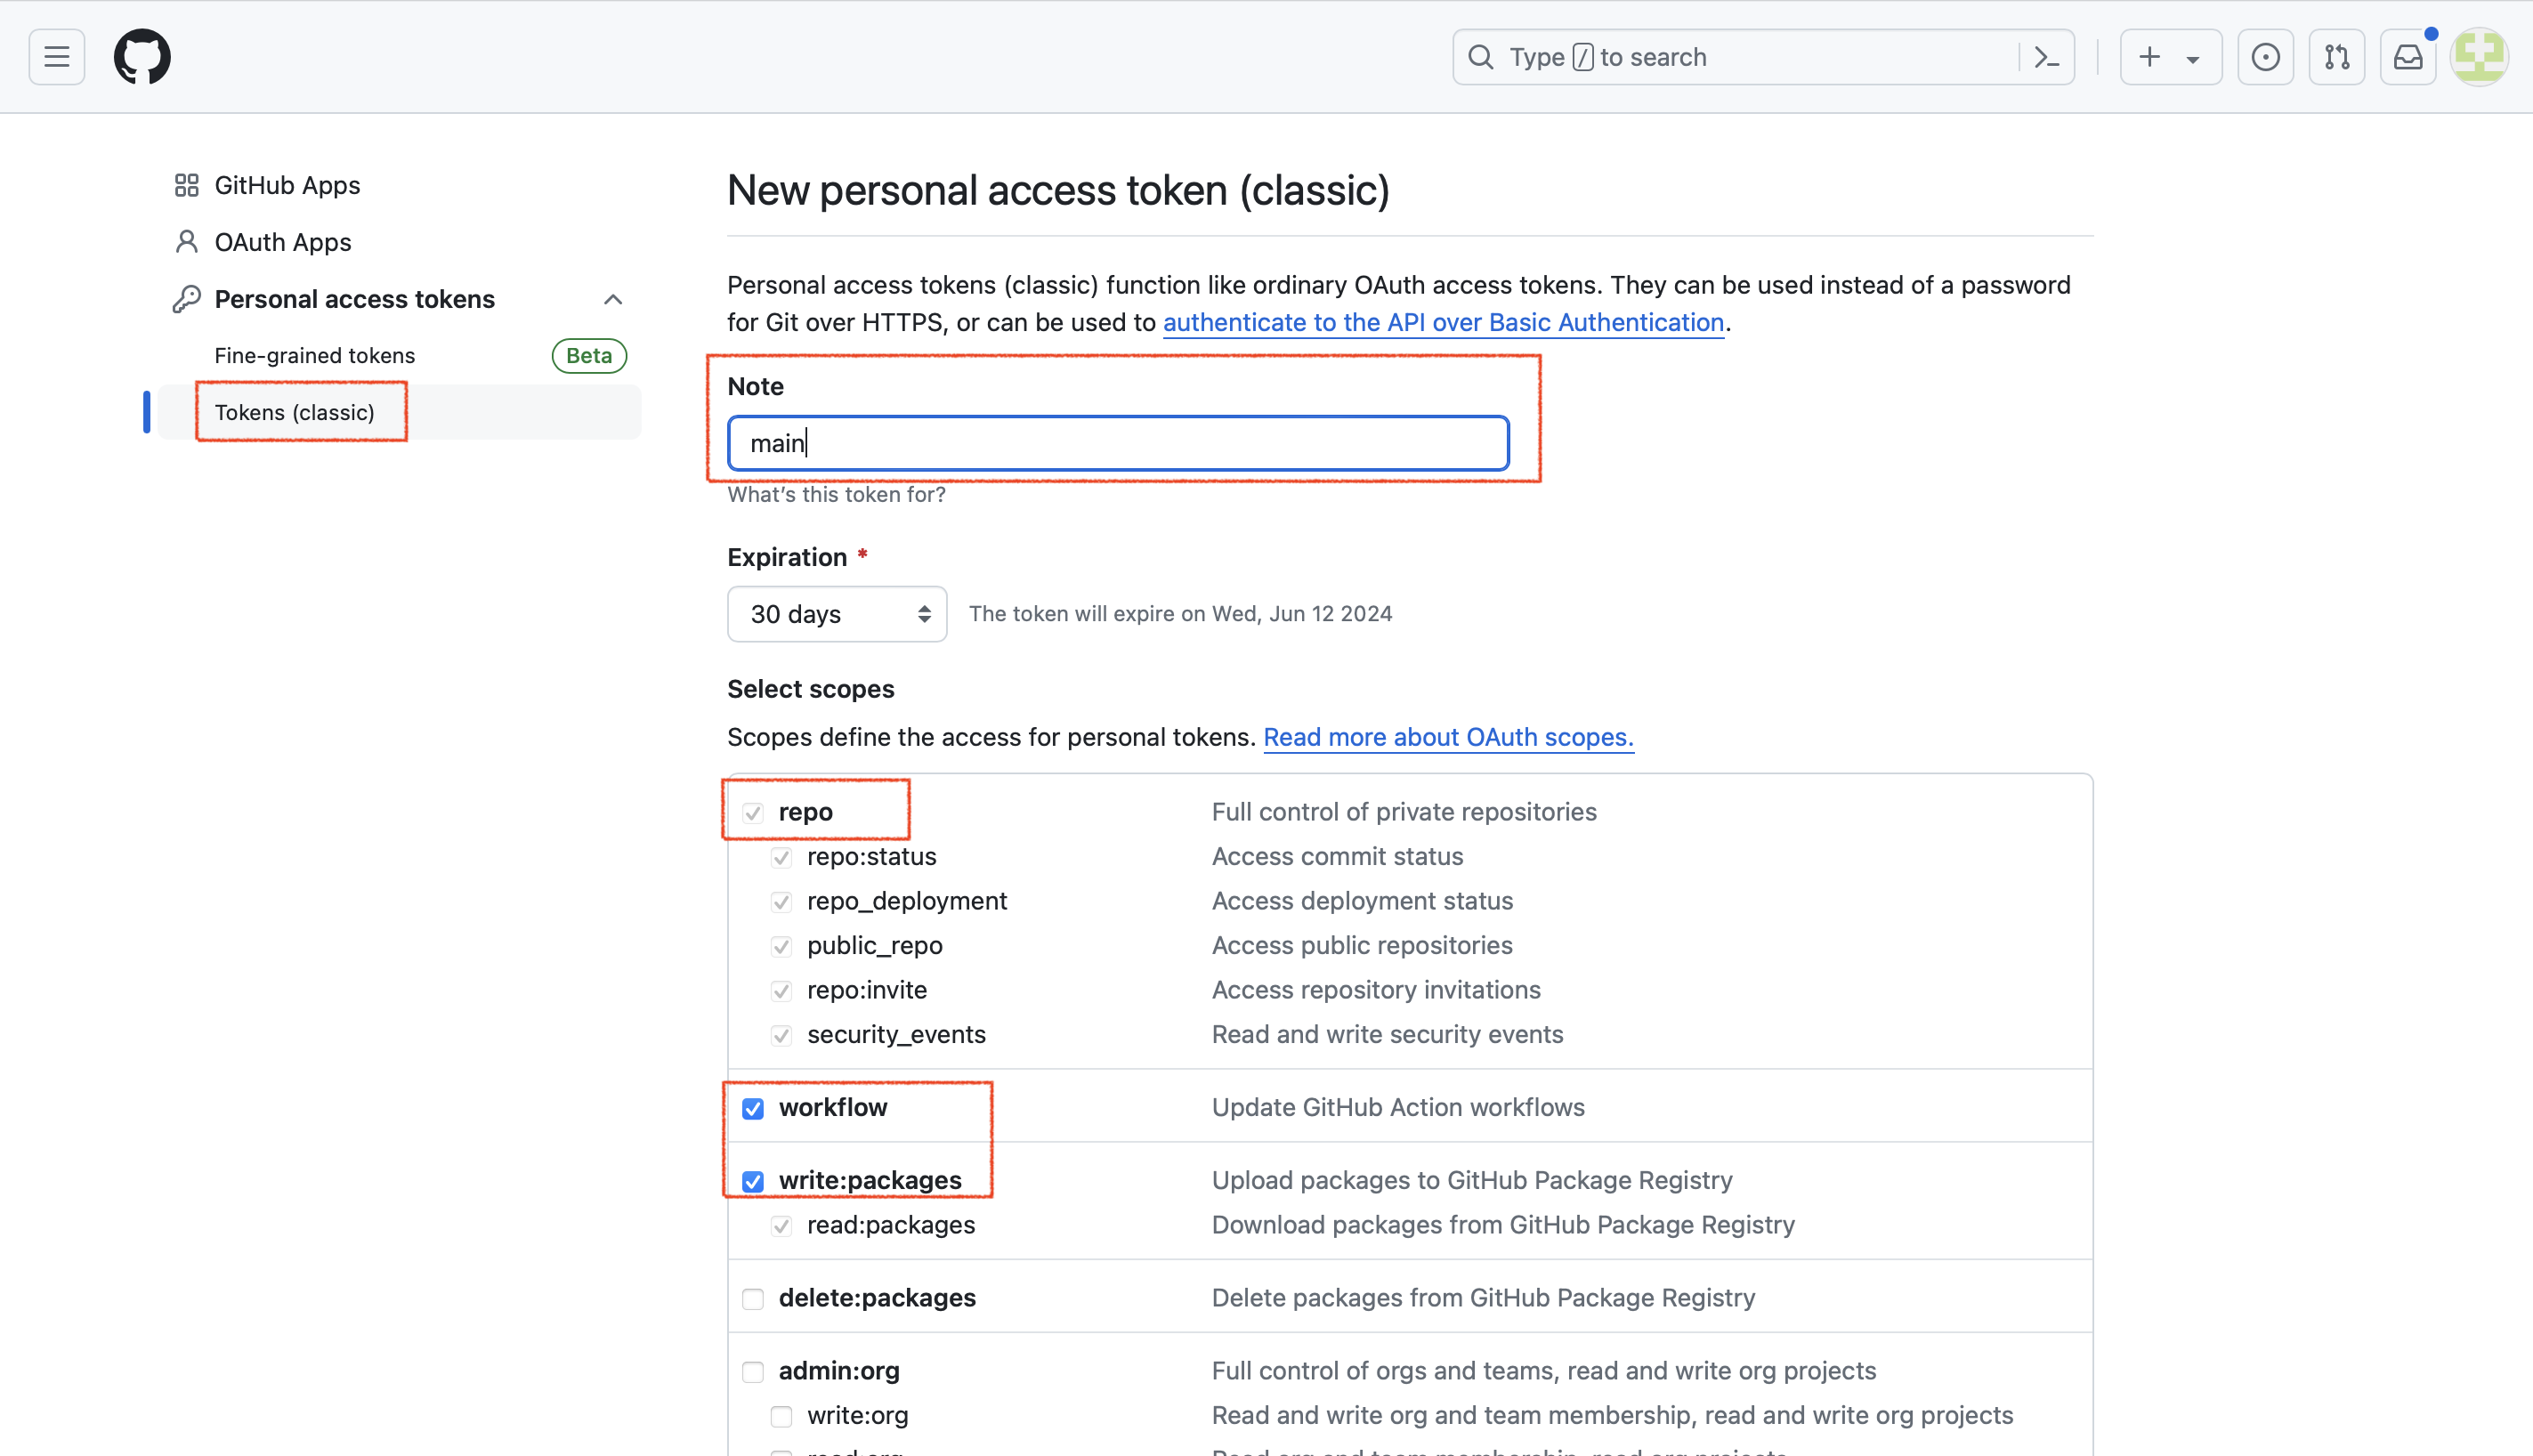 Type / to search
GitHub Apps
OAuth Apps
Personal access tokens
Fine-grained tokens Beta
Tokens (classic)
New personal access token (classic)
Personal access tokens (classic) function like ordinary OAuth access tokens. They can be used instead of a password
for Git over HTTPS, or can be used to authenticate to the API over Basic Authentication.
Note
main
What's this token for?
Expiration *
30 days The token will expire on Wed, Jun 12 2024
Select scopes
Scopes define the access for personal tokens. Read more about OAuth scopes.
repo Full control of private repositories
repo:status Access commit status
repo_deployment Access deployment status
public_repo Access public repositories
repo:invite Access repository invitations
security_events Read and write security events
workflow Update GitHub Action workflows
write:packages Upload packages to GitHub Package Registry
read:packages Download packages from GitHub Package Registry
delete:packages Delete packages from GitHub Package Registry
admin:org Full control of orgs and teams, read and write org projects
write:org Read and write org and team membership, read and write org projects